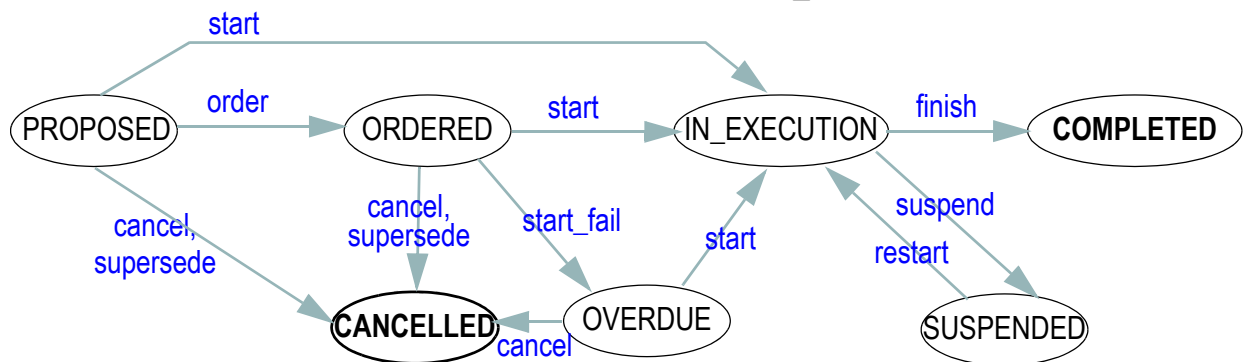 start
order
start
finish
PROPOSED
ORDERED
IN_EXECUTION
COMPLETED
cancel,
supersede
cancel,
supersede
start_fail
start
suspend
restart
CANCELLED
cancel
OVERDUE
SUSPENDED